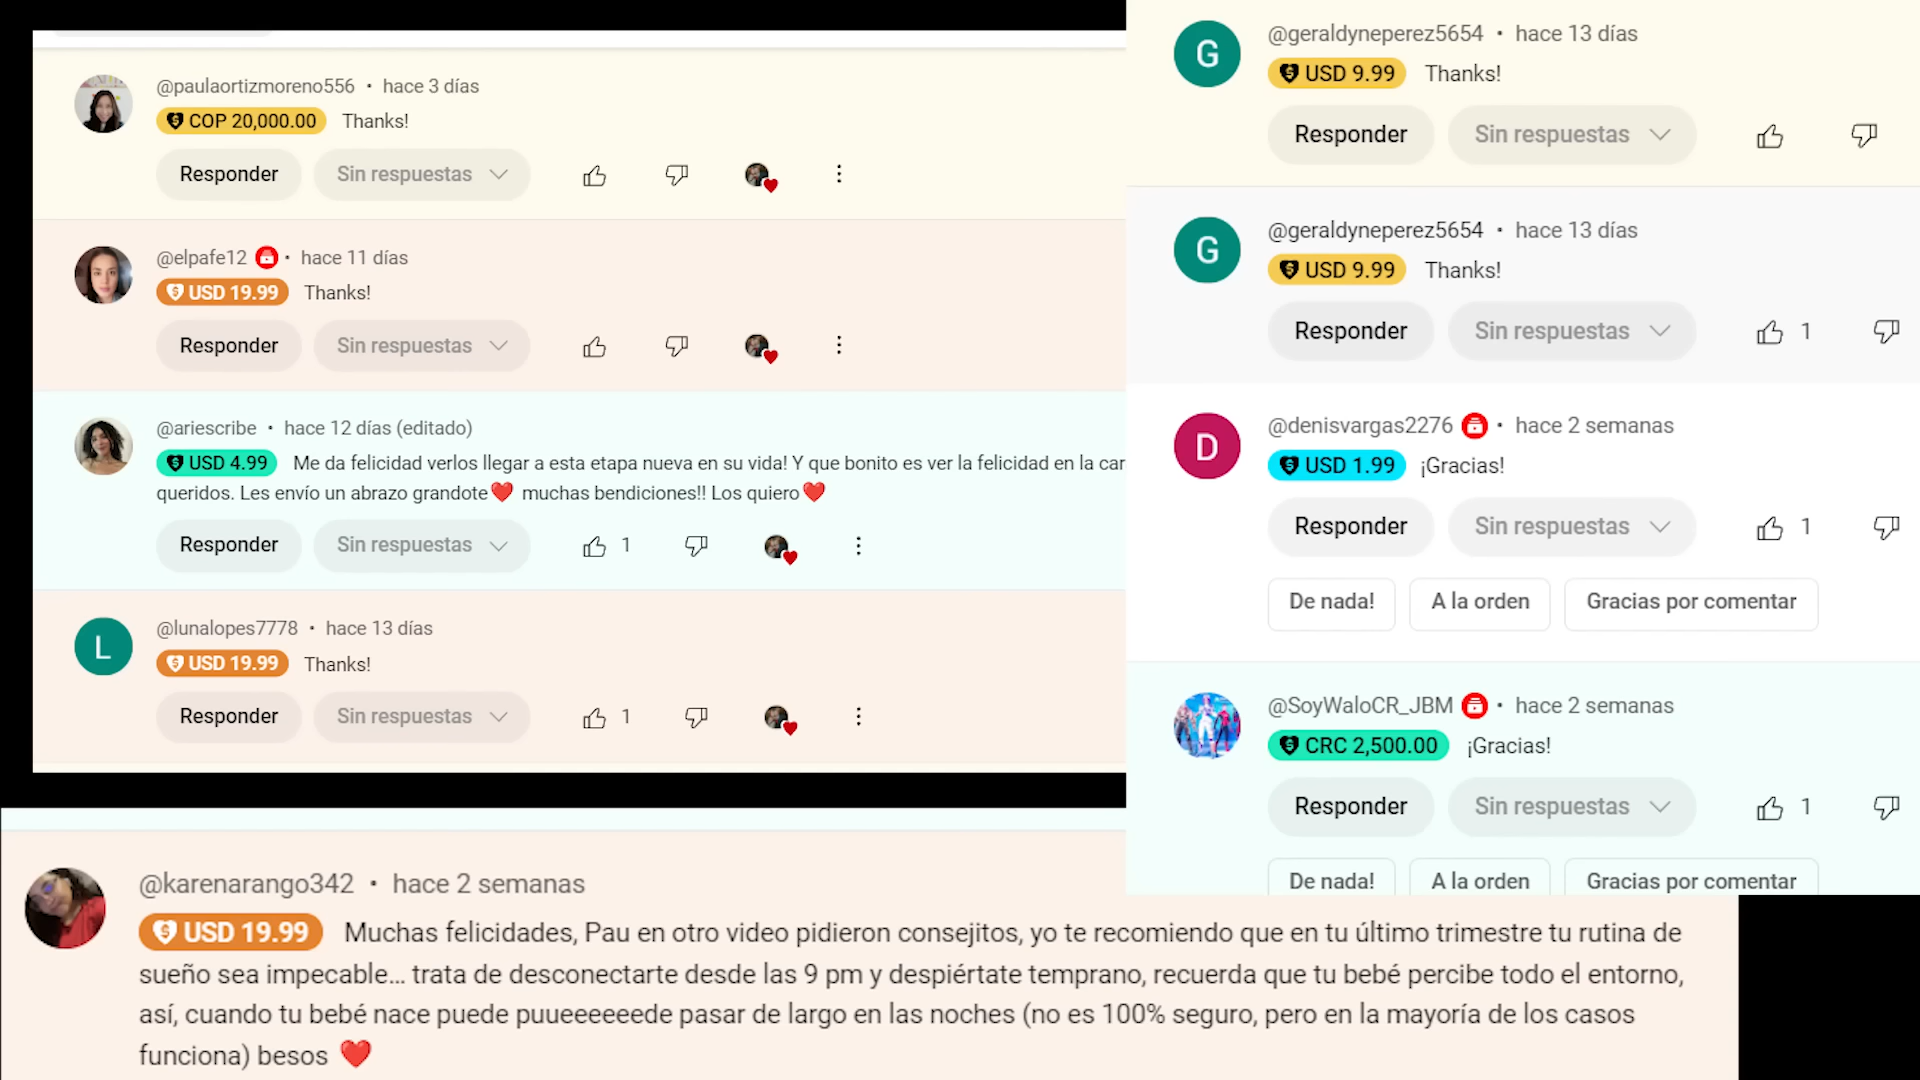 @paulaortizmoreno556 • hace 3 días
COP 20,000.00 Thanks!
Responder Sin respuestas
@elpafe12 • hace 11 días
USD 19.99 Thanks!
Responder Sin respuestas
@ariescribe • hace 12 días (editado)
USD 4.99 Me da felicidad verlos llegar a esta etapa nueva en su vida! Y que bonito es ver la felicidad en la car
queridos. Les envío un abrazo grandote❤️ muchas bendiciones!! Los quiero❤️
Responder Sin respuestas 1
L @lunalopes7778 • hace 13 días
USD 19.99 Thanks!
Responder Sin respuestas 1
G @geraldyneperez5654 • hace 13 días
USD 9.99 Thanks!
Responder Sin respuestas
G @geraldyneperez5654 • hace 13 días
USD 9.99 Thanks!
Responder Sin respuestas 1
D @denisvargas2276 • hace 2 semanas
USD 1.99 ¡Gracias!
Responder Sin respuestas 1
De nada! A la orden Gracias por comentar
@SoyWaloCR_JBM • hace 2 semanas
CRC 2,500.00 ¡Gracias!
Responder Sin respuestas 1
De nada! A la orden Gracias por comentar
@karenarango342 • hace 2 semanas
USD 19.99 Muchas felicidades, Pau en otro video pidieron consejitos, yo te recomiendo que en tu último trimestre tu rutina de
sueño sea impecable... trata de desconectarte desde las 9 pm y despiértate temprano, recuerda que tu bebé percibe todo el entorno,
así, cuando tu bebé nace puede puueeeeeede pasar de largo en las noches (no es 100% seguro, pero en la mayoría de los casos
funciona) besos ❤️